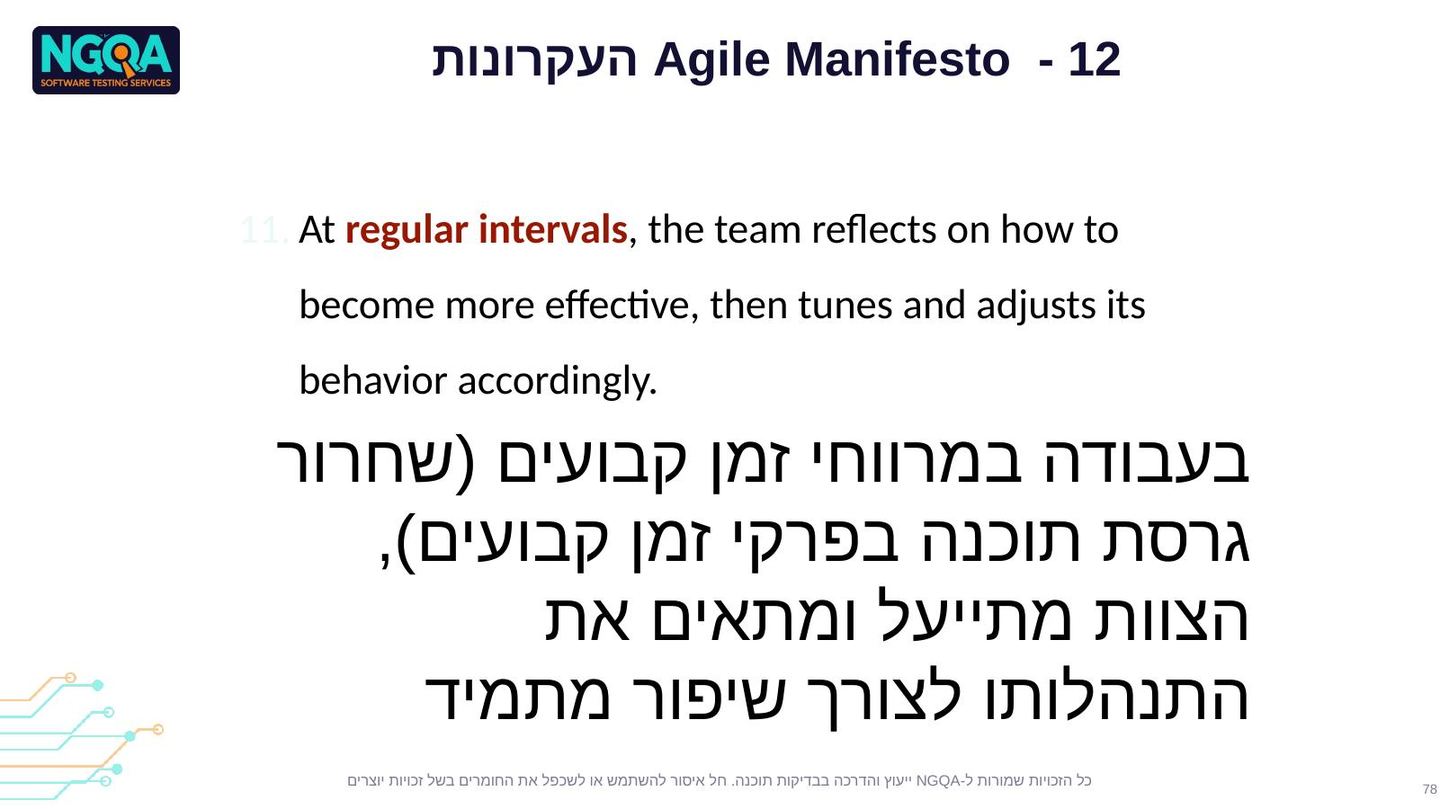 NGQA
SOFTWARE TESTING SERVICES
12 - Agile Manifesto העקרונות
11. At regular intervals, the team reflects on how to
become more effective, then tunes and adjusts its
behavior accordingly.
בעבודה במרווחי זמן קבועים (שחרור
גרסת תוכנה בפרקי זמן קבועים),
הצוות מתייעל ומתאים את
התנהלותו לצורך שיפור מתמיד
כל הזכויות שמורות ל-NGQA ייעוץ והדרכה בבדיקות תוכנה. חל איסור להשתמש או לשכפל את החומרים בשל זכויות יוצרים
78